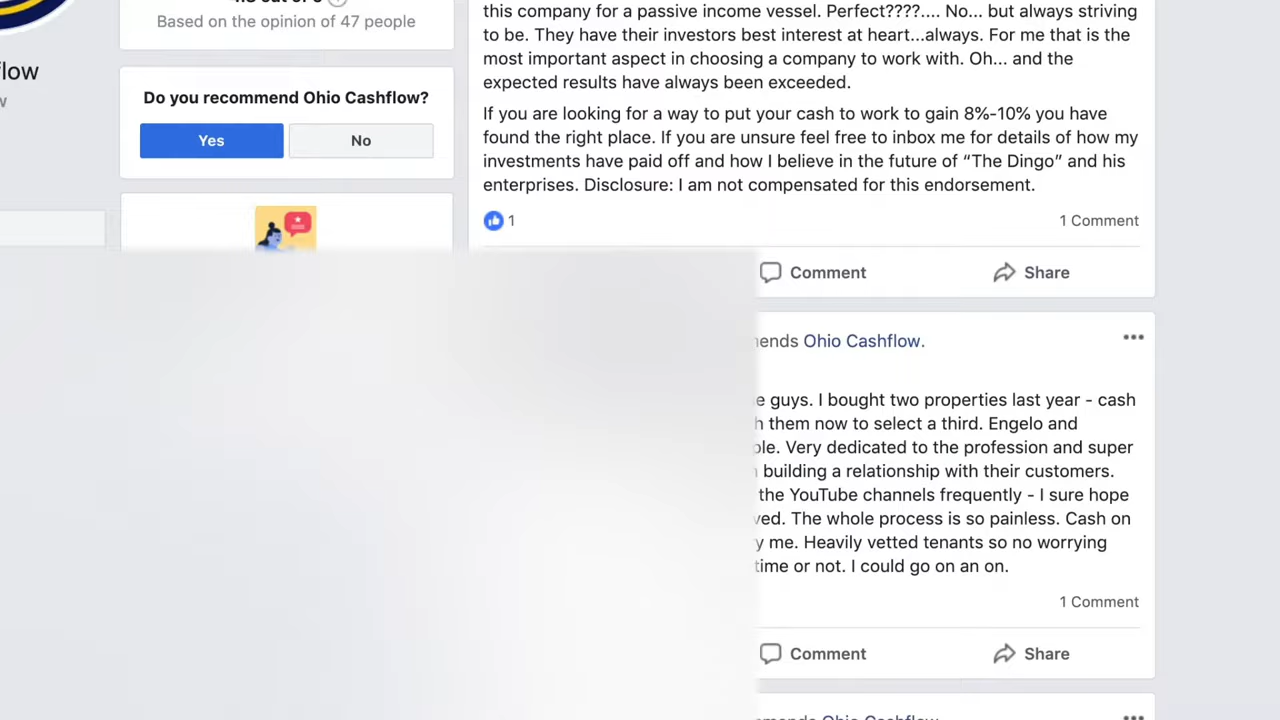 Based on the opinion of 47 people
flow
Do you recommend Ohio Cashflow?
Yes
No
this company for a passive income vessel. Perfect????.... No... but always striving
to be. They have their investors best interest at heart...always. For me that is the
most important aspect in choosing a company to work with. Oh... and the
expected results have always been exceeded.
If you are looking for a way to put your cash to work to gain 8%-10% you have
found the right place. If you are unsure feel free to inbox me for details of how my
investments have paid off and how I believe in the future of “The Dingo” and his
enterprises. Disclosure: I am not compensated for this endorsement.
1
1 Comment
Comment
Share
Ohio Cashflow.
guys. I bought two properties last year - cash
them now to select a third. Engelo and
Very dedicated to the profession and super
building a relationship with their customers.
the YouTube channels frequently - I sure hope
The whole process is so painless. Cash on
me. Heavily vetted tenants so no worrying
time or not. I could go on an on.
1 Comment
Comment
Share
Ohio Cashflow